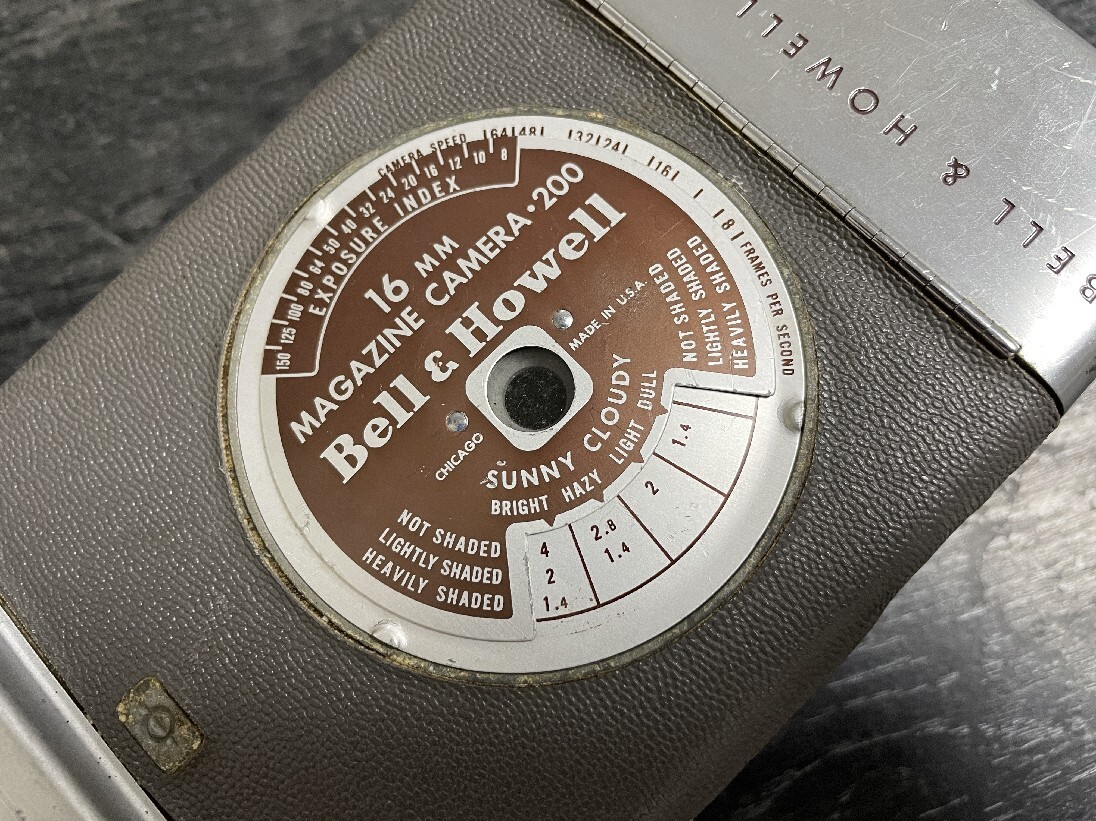 BELL & HOWELL
CAMERA SPEED 64 48 32 24 16 8 FRAMES PER SECOND
150 125 100 80 64 50 40 32 24 20 16 12 10 8
EXPOSURE INDEX
16 MM
MAGAZINE CAMERA·200
Bell & Howell
CHICAGO
MADE IN U.S.A.
SUNNY CLOUDY
BRIGHT HAZY LIGHT DULL
NOT SHADED
LIGHTLY SHADED
HEAVILY SHADED
NOT SHADED
LIGHTLY SHADED
HEAVILY SHADED
4 2.8 2 1.4
2 1.4
1.4